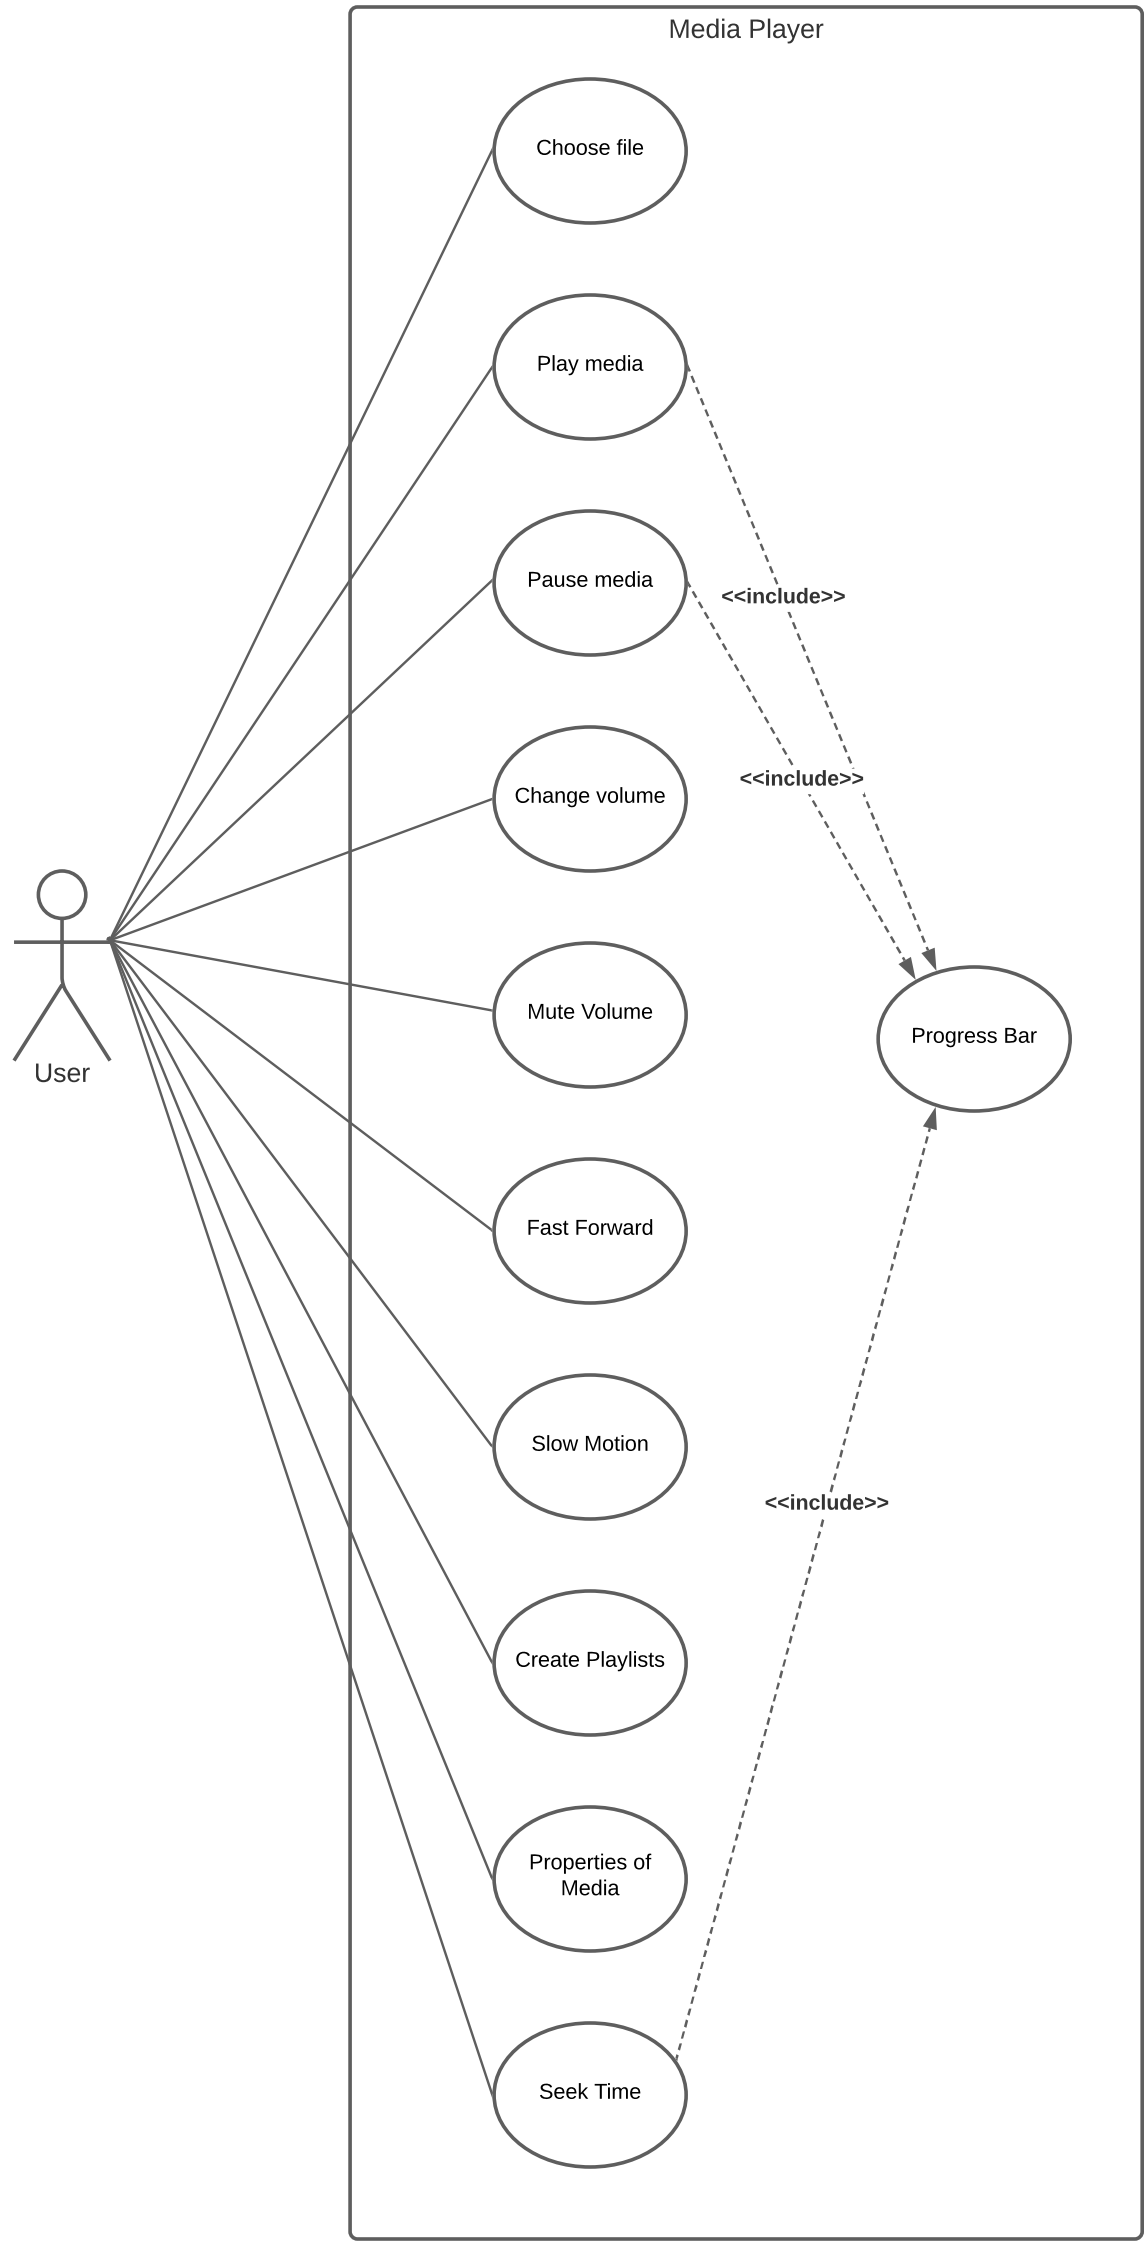 Media Player
Choose file
Play media
Pause media
<<include>>
<<include>>
Change volume
Mute Volume
Progress Bar
User
Fast Forward
Slow Motion
<<include>>
Create Playlists
Properties of
Media
Seek Time